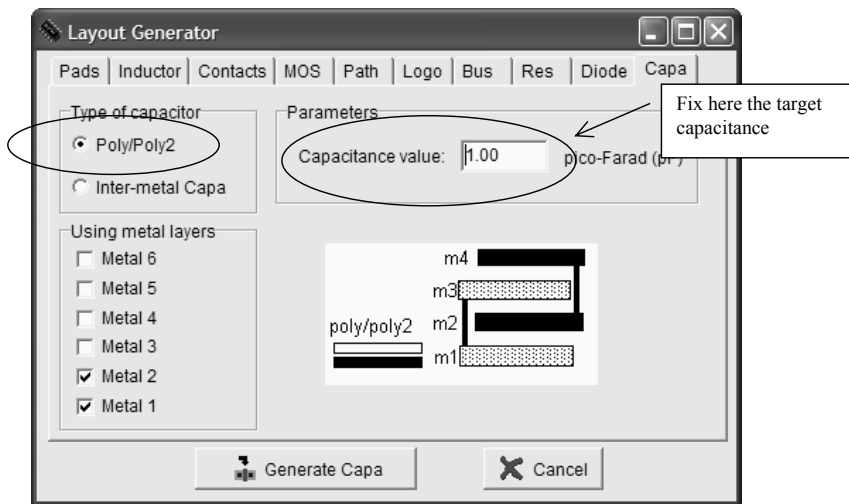 Layout Generator
Pads Inductor Contacts MOS Path Logo Bus Res Diode Capa
Type of capacitor
Poly/Poly2
Inter-metal Capa
Parameters
Capacitance value: 1.00 pico-Farad (pF)
Fix here the target
capacitance
Using metal layers
Metal 6
Metal 5
Metal 4
Metal 3
Metal 2
Metal 1
m4
m3
poly/poly2 m2
m1
Generate Capa
Cancel